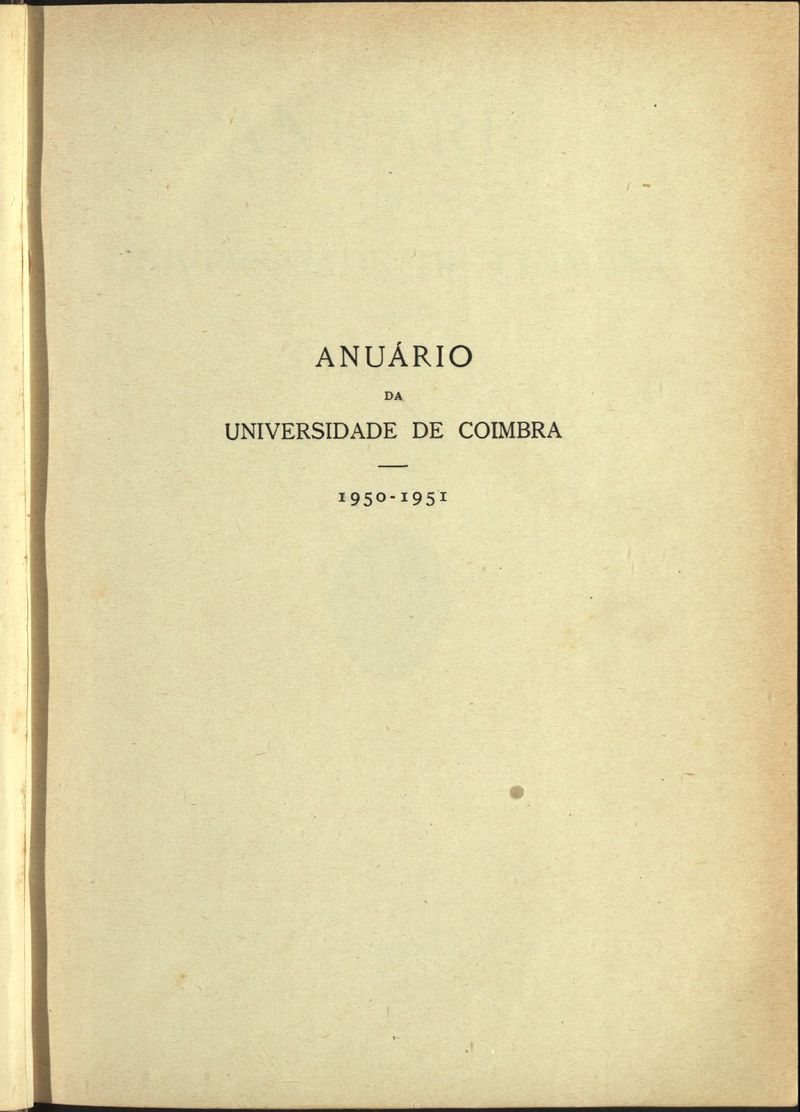 ANUÁRIO
DA
UNIVERSIDADE DE COIMBRA
1950-1951